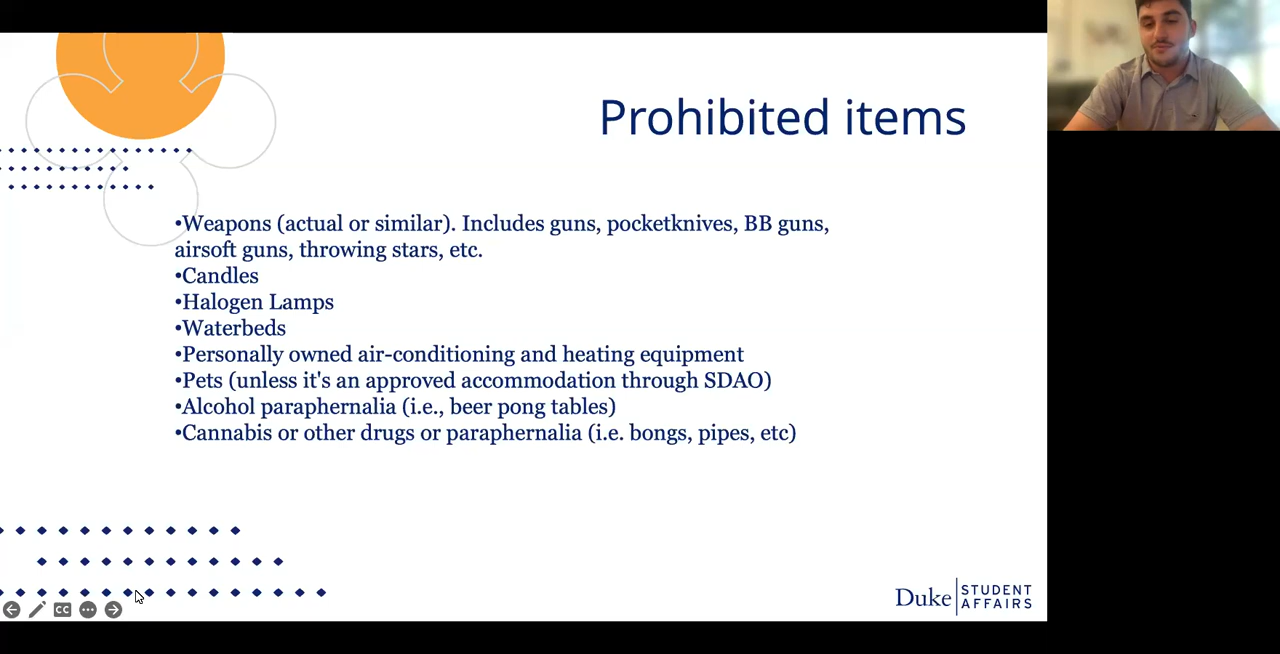 Prohibited items
•Weapons (actual or similar). Includes guns, pocketknives, BB guns,
airsoft guns, throwing stars, etc.
•Candles
•Halogen Lamps
•Waterbeds
•Personally owned air-conditioning and heating equipment
•Pets (unless it's an approved accommodation through SDAO)
•Alcohol paraphernalia (i.e., beer pong tables)
•Cannabis or other drugs or paraphernalia (i.e. bongs, pipes, etc)
CC
Duke STUDENT
AFFAIRS